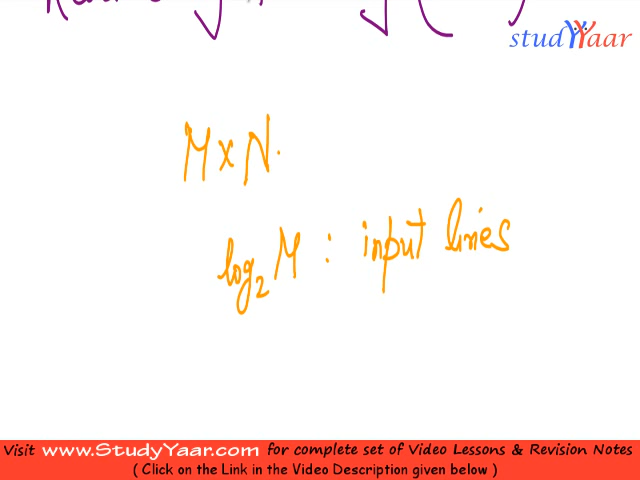 studYYaar
M x N.
log₂ M : input lines
Visit www.StudyYaar.com for complete set of Video Lessons & Revision Notes
( Click on the Link in the Video Description given below )